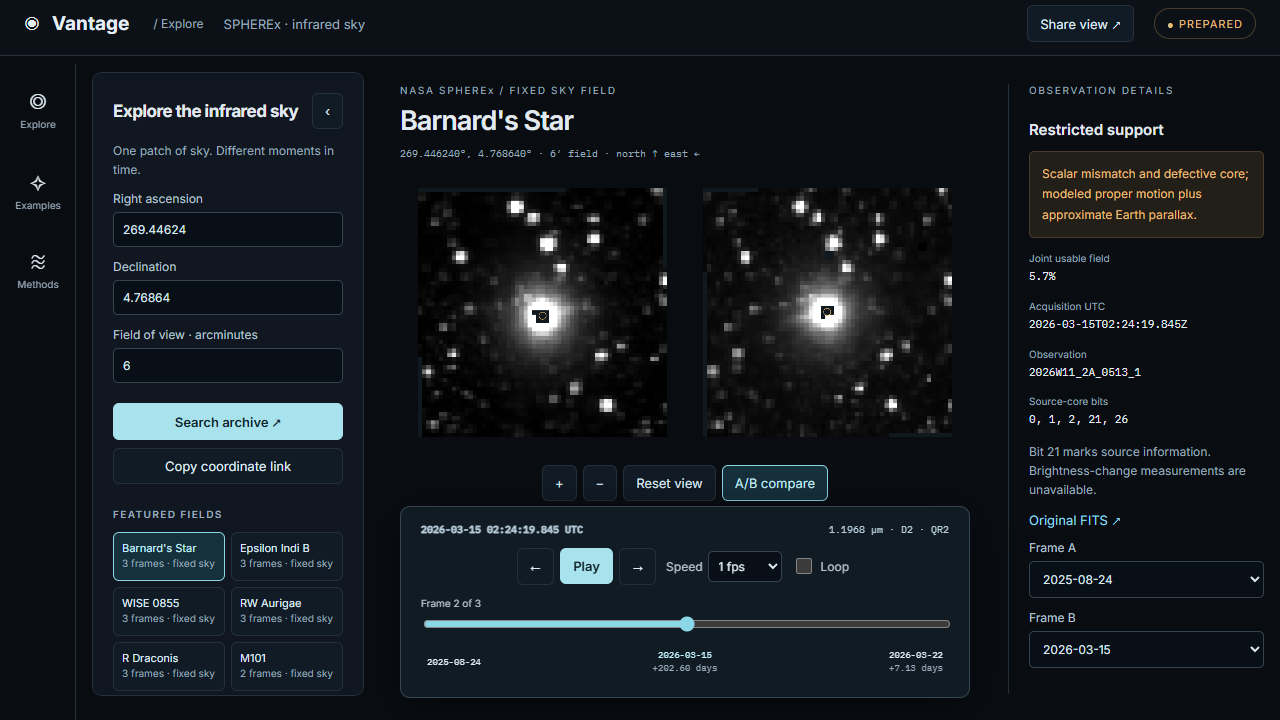 Vantage / Explore SPHEREx · infrared sky
Share view ↗
● PREPARED
Explore
Examples
Methods
Explore the infrared sky
‹
One patch of sky. Different moments in
time.
Right ascension
269.44624
Declination
4.76864
Field of view · arcminutes
6
Search archive ↗
Copy coordinate link
FEATURED FIELDS
Barnard's Star
3 frames · fixed sky
Epsilon Indi B
3 frames · fixed sky
WISE 0855
3 frames · fixed sky
RW Aurigae
3 frames · fixed sky
R Draconis
3 frames · fixed sky
M101
2 frames · fixed sky
NASA SPHEREx / FIXED SKY FIELD
Barnard's Star
269.446240°, 4.768640° · 6′ field · north ↑ east ←
+
−
Reset view
A/B compare
2026-03-15 02:24:19.845 UTC
1.1968 μm · D2 · QR2
←
Play
→
Speed
1 fps
Loop
Frame 2 of 3
2025-08-24
2026-03-15
+202.60 days
2026-03-22
+7.13 days
OBSERVATION DETAILS
Restricted support
Scalar mismatch and defective core;
modeled proper motion plus
approximate Earth parallax.
Joint usable field
5.7%
Acquisition UTC
2026-03-15T02:24:19.845Z
Observation
2026W11_2A_0513_1
Source-core bits
0, 1, 2, 21, 26
Bit 21 marks source information.
Brightness-change measurements are
unavailable.
Original FITS ↗
Frame A
2025-08-24
Frame B
2026-03-15